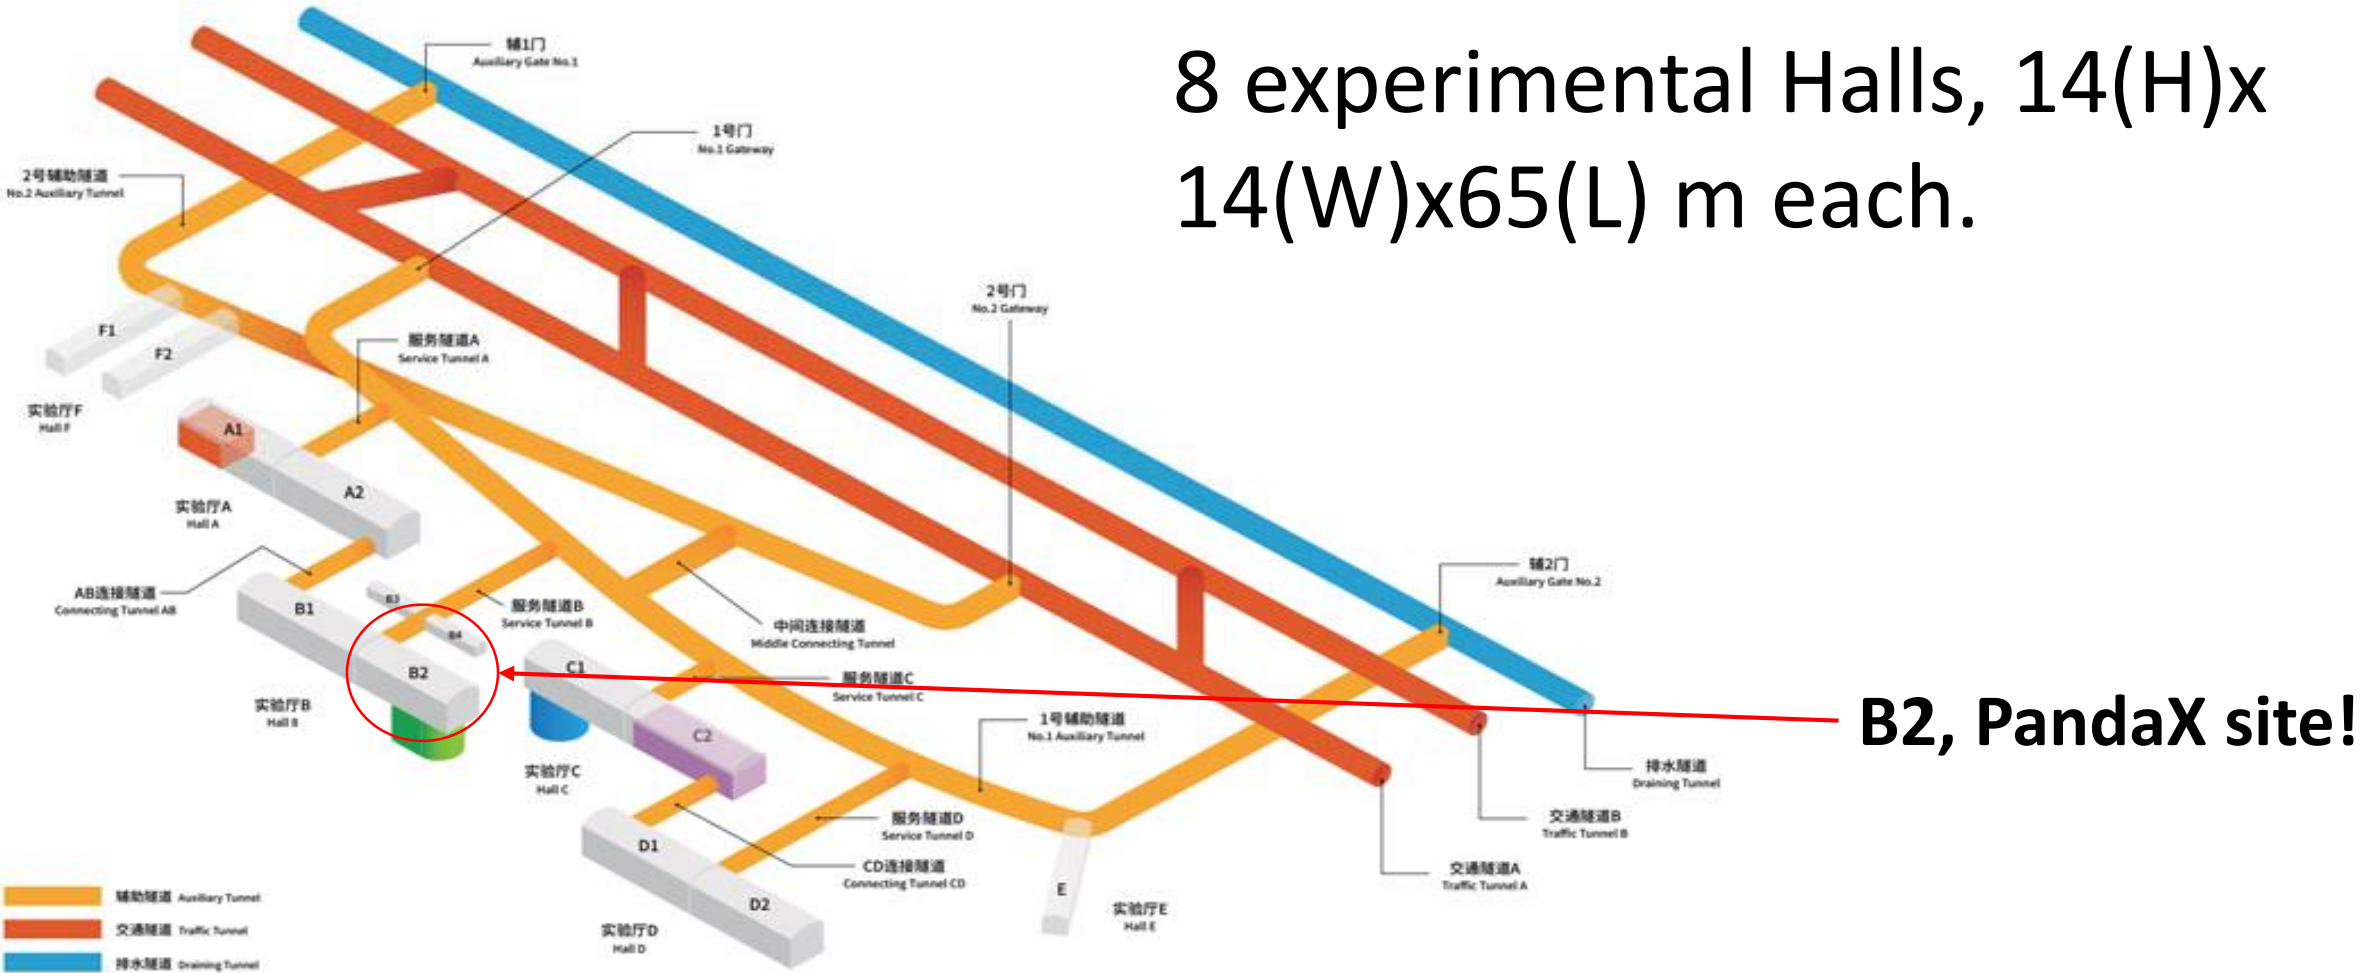 8 experimental Halls, 14(H)x
14(W)x65(L) m each.
辅1门
Auxiliary Gate No.1
1号门
No.1 Gateway
2号辅助隧道
No.2 Auxiliary Tunnel
2号门
No.2 Gateway
F1
F2
服务隧道A
Service Tunnel A
实验厅F
Hall F
A1
A2
实验厅A
Hall A
辅2门
Auxiliary Gate No.2
AB连接隧道
Connecting Tunnel AB
B1
B3
B4
服务隧道B
Service Tunnel B
中间连接隧道
Middle Connecting Tunnel
B2
C1
服务隧道C
Service Tunnel C
实验厅B
Hall B
B2, PandaX site!
1号辅助隧道
No.1 Auxiliary Tunnel
C2
实验厅C
Hall C
排水隧道
Draining Tunnel
服务隧道D
Service Tunnel D
交通隧道B
Traffic Tunnel B
D1
CD连接隧道
Connecting Tunnel CD
交通隧道A
Traffic Tunnel A
D2
E
实验厅E
Hall E
实验厅D
Hall D
辅助隧道 Auxiliary Tunnel
交通隧道 Traffic Tunnel
排水隧道 Draining Tunnel